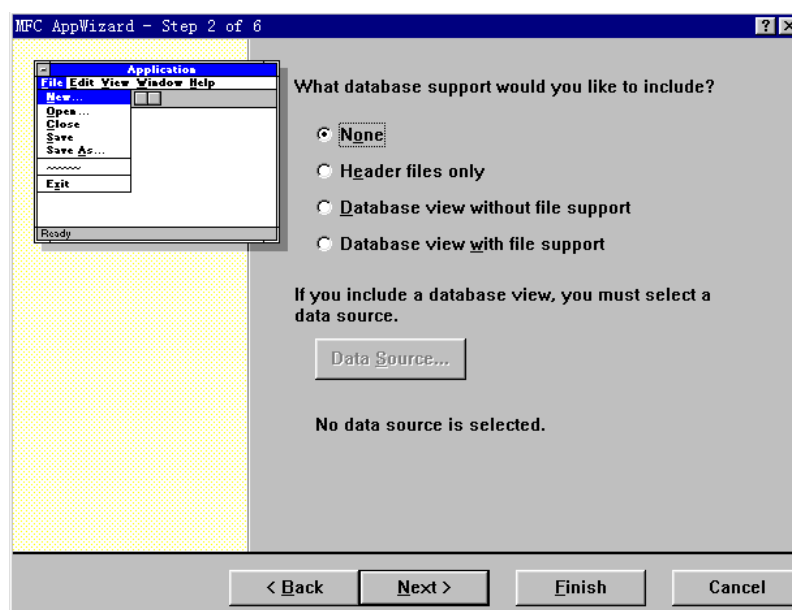 MFC AppWizard - Step 2 of 6
Application
File Edit View Window Help
New...
Open...
Close
Save
Save As...
Exit
Ready
What database support would you like to include?
None
Header files only
Database view without file support
Database view with file support
If you include a database view, you must select a
data source.
Data Source...
No data source is selected.
< Back
Next >
Finish
Cancel